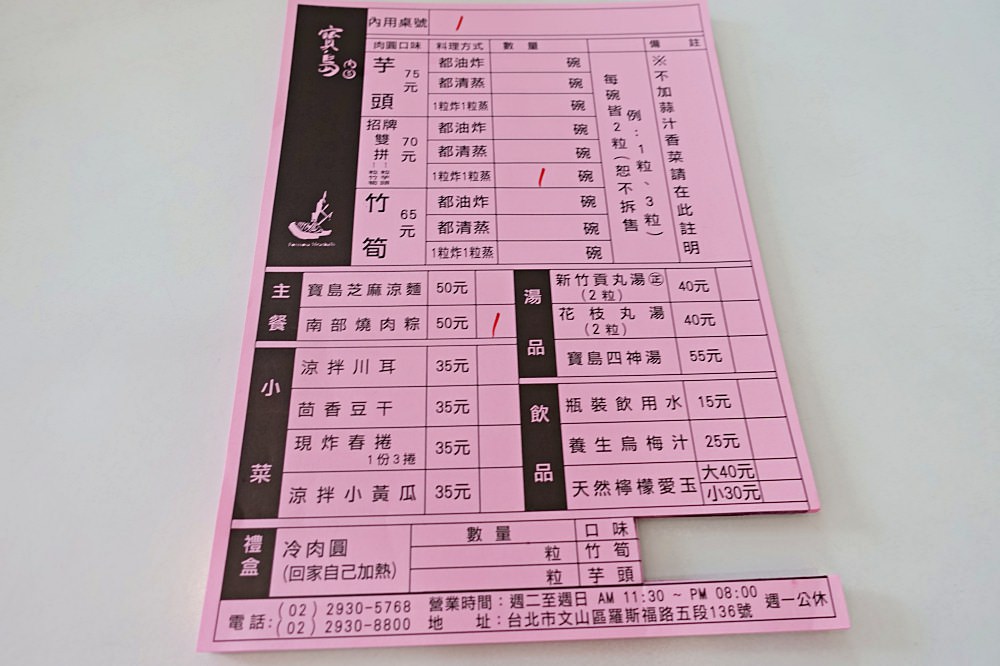 寶島肉圓
內用桌號 /
肉圓口味 料理方式 數量 備註
芋頭 75元
都油炸 碗
都清蒸 碗
1粒炸1粒蒸 碗
招牌雙拼 70元
都油炸 碗
都清蒸 碗
1粒炸1粒蒸 / 碗
竹筍 65元
都油炸 碗
都清蒸 碗
1粒炸1粒蒸 碗
每碗皆2粒(恕不拆售
例:1粒、3粒)
※不加蒜汁香菜請在此註明
主餐
寶島芝麻涼麵 50元
南部燒肉粽 50元 /
小菜
涼拌川耳 35元
茴香豆干 35元
現炸春捲 35元
1份3捲
涼拌小黃瓜 35元
湯品
新竹貢丸湯㊣ 40元
(2粒)
花枝丸湯 40元
(2粒)
寶島四神湯 55元
飲品
瓶裝飲用水 15元
養生烏梅汁 25元
天然檸檬愛玉 大40元
小30元
禮盒
冷肉圓
(回家自己加熱)
數量 口味
粒 竹筍
粒 芋頭
電話:(02) 2930-5768
(02) 2930-8800
營業時間:週二至週日 AM 11:30 ~ PM 08:00 週一公休
地址:台北市文山區羅斯福路五段136號